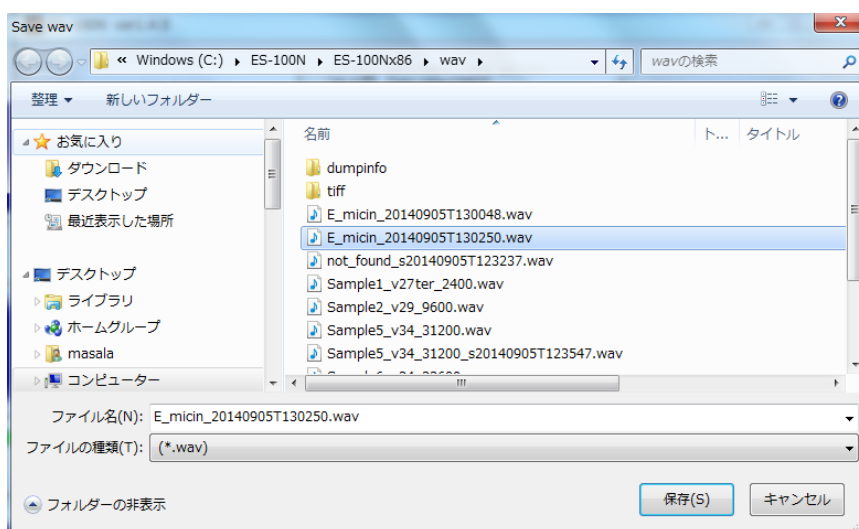 Save wav
« Windows (C:) ▸ ES-100N ▸ ES-100Nx86 ▸ wav ▸
wavの検索
整理 ▼ 新しいフォルダー
お気に入り
ダウンロード
デスクトップ
最近表示した場所
デスクトップ
ライブラリ
ホームグループ
masala
コンピューター
名前 ト... タイトル
dumpinfo
tiff
E_micin_20140905T130048.wav
E_micin_20140905T130250.wav
not_found_s20140905T123237.wav
Sample1_v27ter_2400.wav
Sample2_v29_9600.wav
Sample5_v34_31200.wav
Sample5_v34_31200_s20140905T123547.wav
ファイル名(N): E_micin_20140905T130250.wav
ファイルの種類(T): (*.wav)
フォルダーの非表示
保存(S) キャンセル